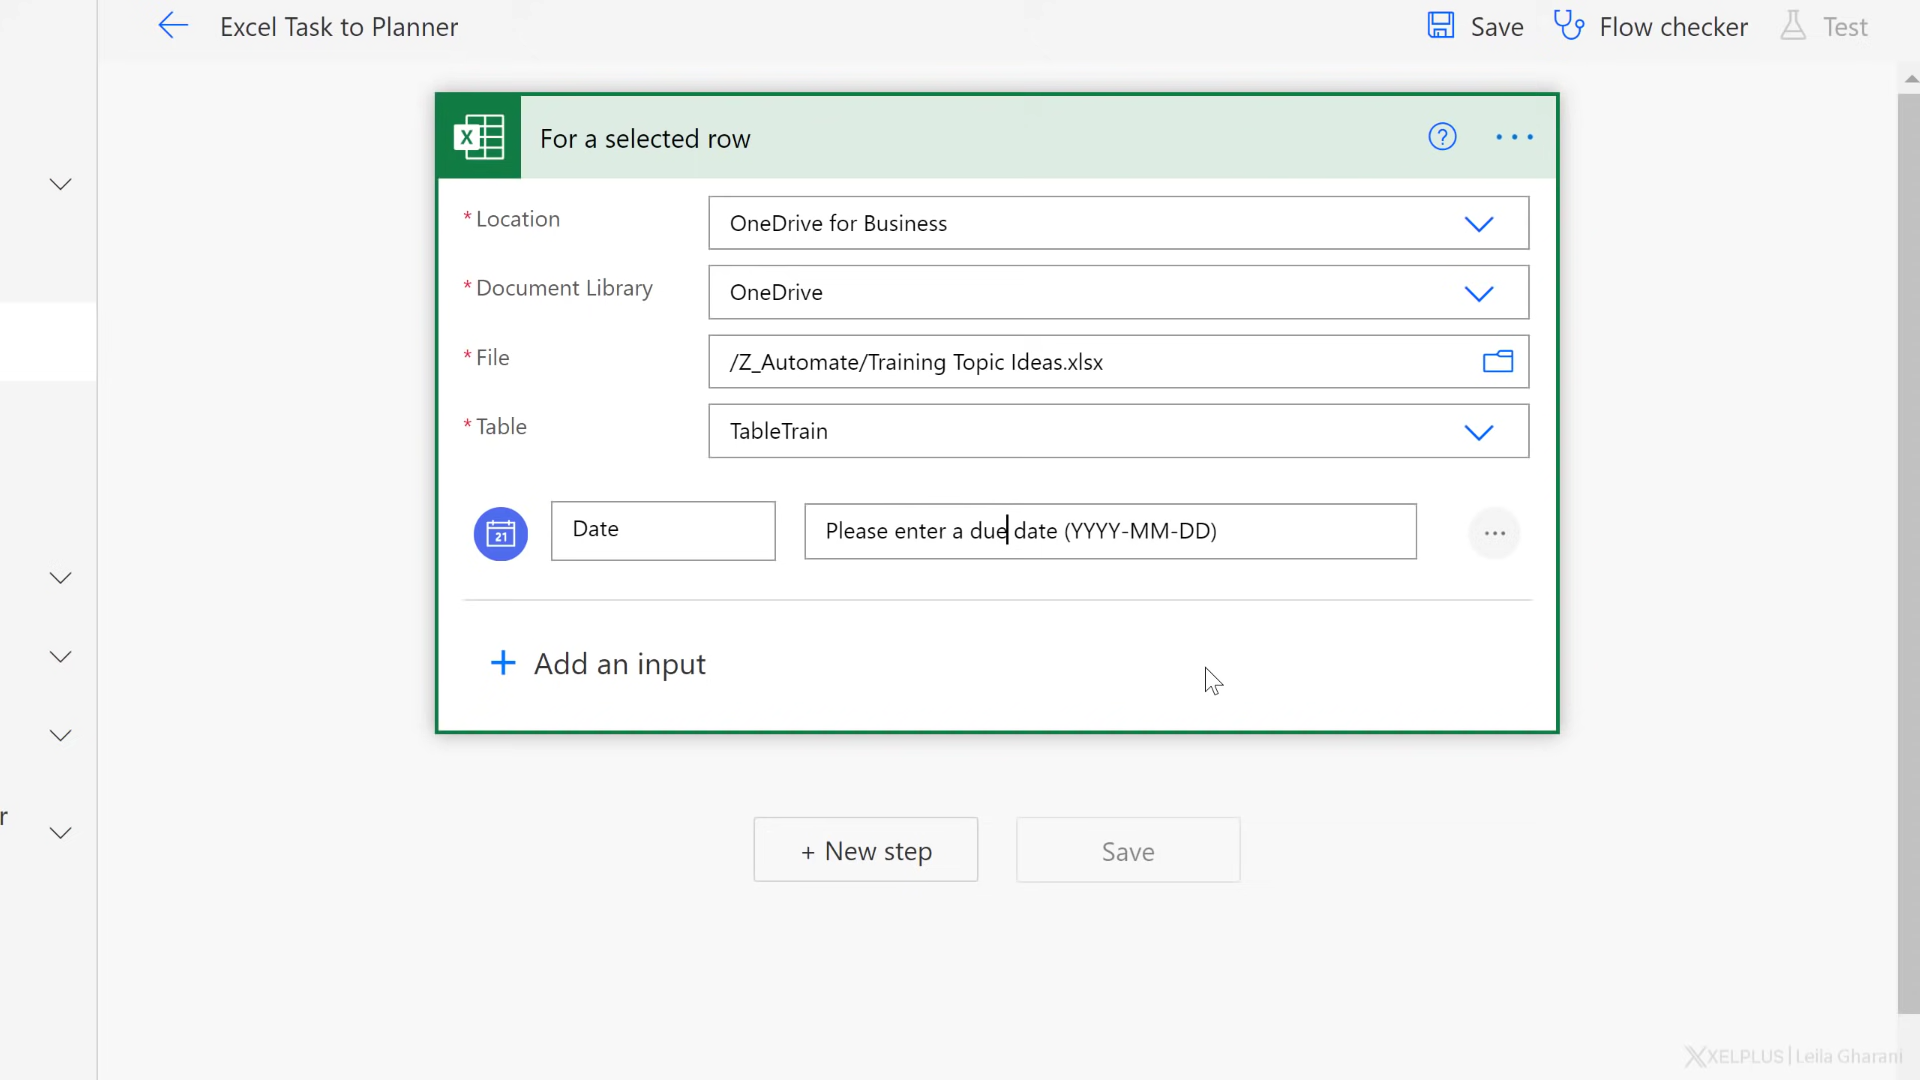 Excel Task to Planner
Save
Flow checker
Test
For a selected row
* Location
OneDrive for Business
* Document Library
OneDrive
* File
/Z_Automate/Training Topic Ideas.xlsx
* Table
TableTrain
21
Date
Please enter a due date (YYYY-MM-DD)
+ Add an input
+ New step
Save
r
XELPLUS | Leila Gharani